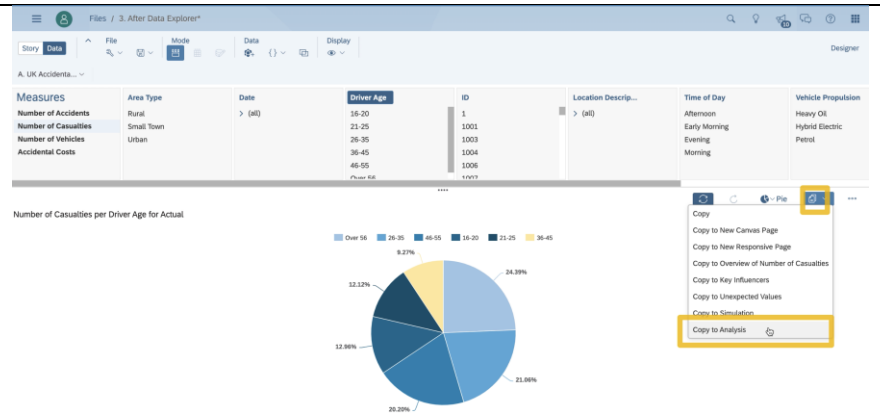 Files / 3. After Data Explorer*
20
Story Data
File
Mode
Data
Display
Designer
A. UK Accidenta...
Measures
Number of Accidents
Number of Casualties
Number of Vehicles
Accidental Costs
Area Type
Rural
Small Town
Urban
Date
(all)
Driver Age
16-20
21-25
26-35
36-45
46-55
Over 56
ID
1
1001
1003
1004
1006
1007
Location Descrip...
(all)
Time of Day
Afternoon
Early Morning
Evening
Morning
Vehicle Propulsion
Heavy Oil
Hybrid Electric
Petrol
Pie
Copy
Copy to New Canvas Page
Copy to New Responsive Page
Copy to Overview of Number of Casualties
Copy to Key Influencers
Copy to Unexpected Values
Copy to Simulation
Copy to Analysis
Number of Casualties per Driver Age for Actual
Over 56 26-35 46-55 16-20 21-25 36-45
9.27%
24.39%
12.12%
12.96%
21.06%
20.20%